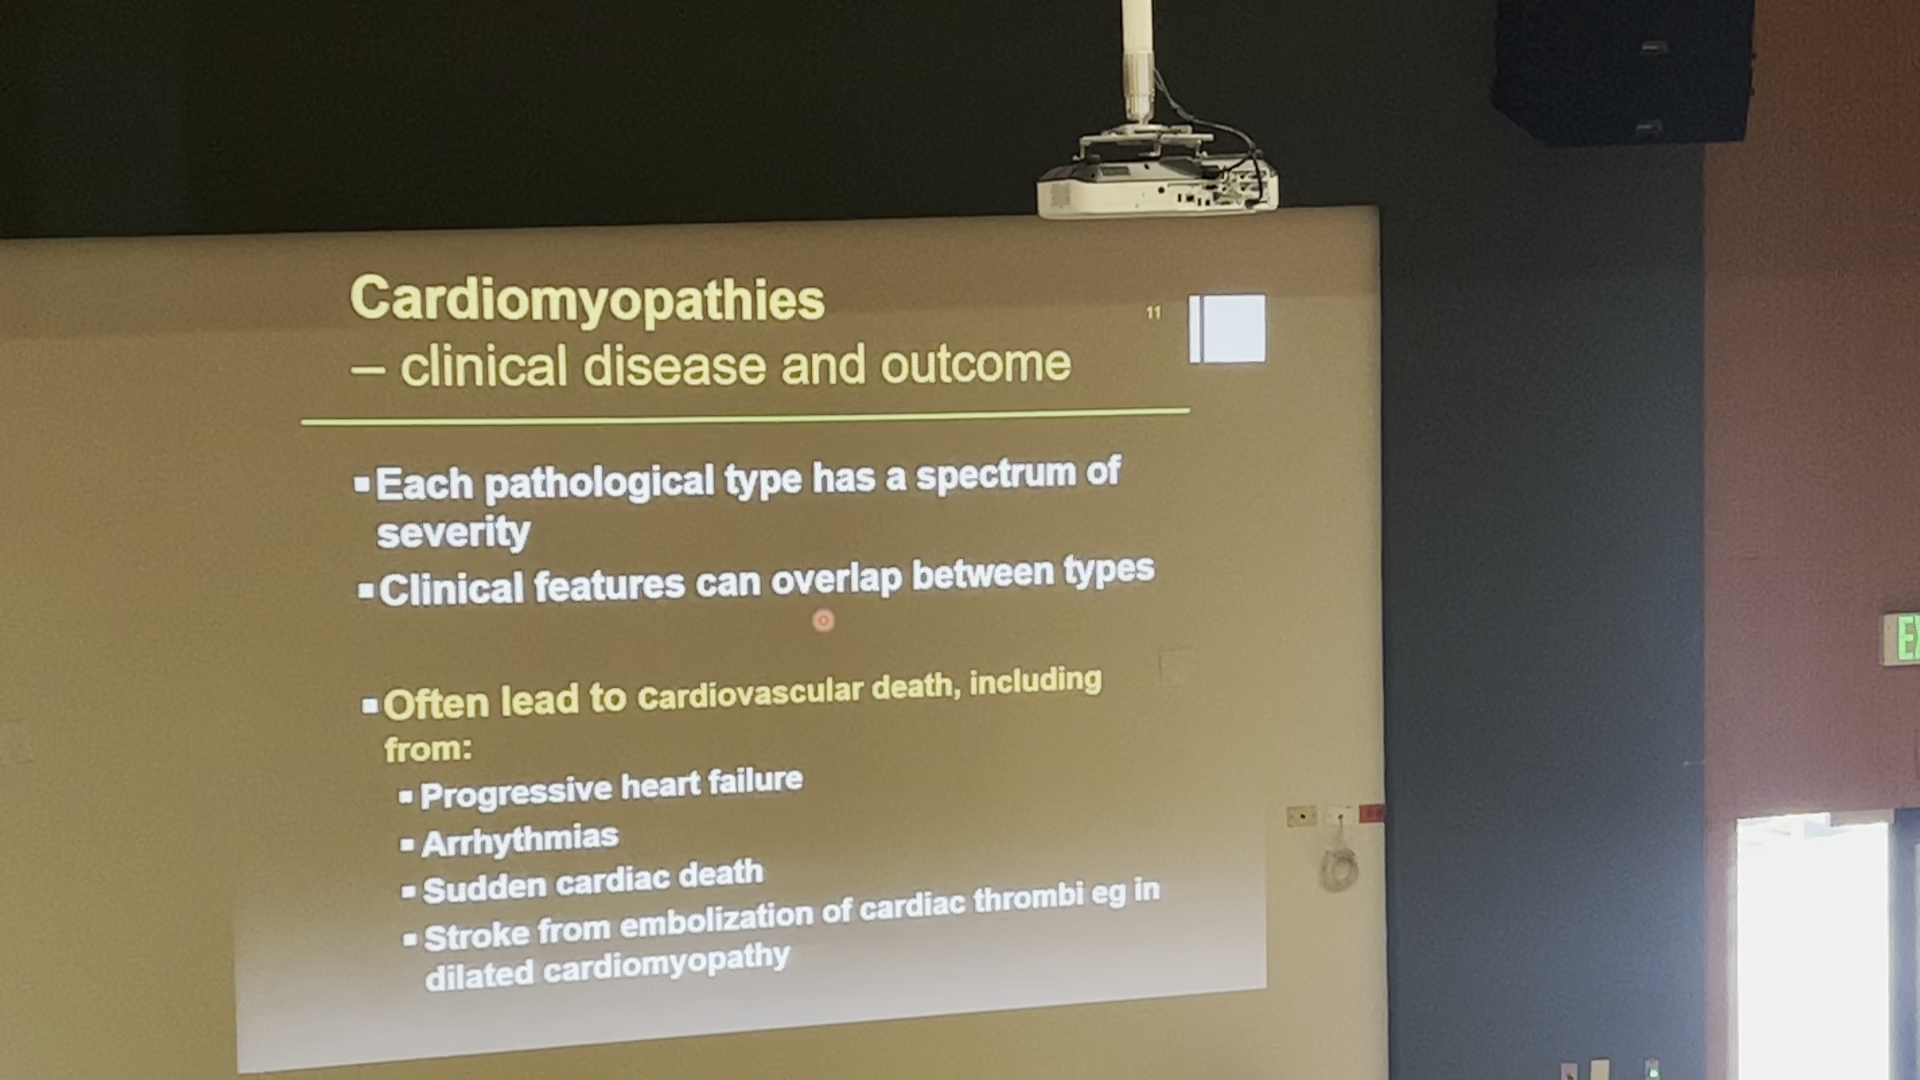 Cardiomyopathies
– clinical disease and outcome
11
▪Each pathological type has a spectrum of
severity
▪Clinical features can overlap between types
▪Often lead to cardiovascular death, including
from:
▪Progressive heart failure
▪Arrhythmias
▪Sudden cardiac death
▪Stroke from embolization of cardiac thrombi eg in
dilated cardiomyopathy